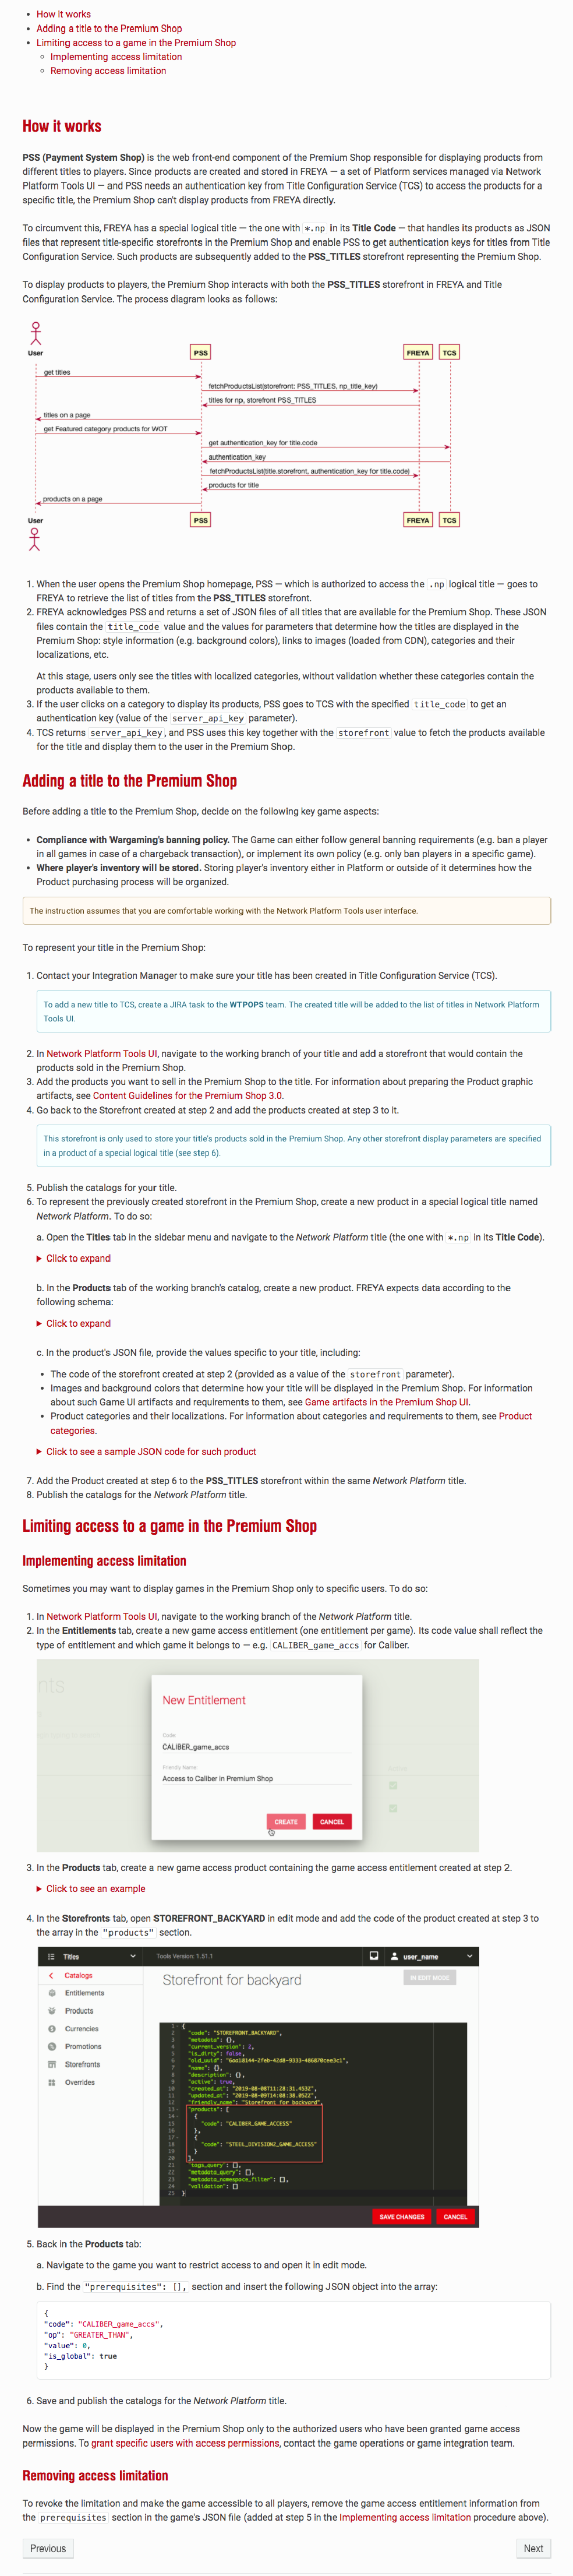 How it works
Adding a title to the Premium Shop
Limiting access to a game in the Premium Shop
Implementing access limitation
Removing access limitation
How it works
PSS (Payment System Shop) is the web front-end component of the Premium Shop responsible for displaying products from
different titles to players. Since products are created and stored in FREYA — a set of Platform services managed via Network
Platform Tools UI — and PSS needs an authentication key from Title Configuration Service (TCS) to access the products for a
specific title, the Premium Shop can't display products from FREYA directly.
To circumvent this, FREYA has a special logical title — the one with *.np in its Title Code — that handles its products as JSON
files that represent title-specific storefronts in the Premium Shop and enable PSS to get authentication keys for titles from Title
Configuration Service. Such products are subsequently added to the PSS_TITLES storefront representing the Premium Shop.
To display products to players, the Premium Shop interacts with both the PSS_TITLES storefront in FREYA and Title
Configuration Service. The process diagram looks as follows:
User PSS FREYA TCS
get titles
fetchProductsList(storefront: PSS_TITLES, np_title_key)
titles for np, storefront PSS_TITLES
titles on a page
get Featured category products for WOT
get authentication_key for title.code
authentication_key
fetchProductsList(title.storefront, authentication_key for title.code)
products for title
products on a page
User PSS FREYA TCS
1. When the user opens the Premium Shop homepage, PSS — which is authorized to access the .np logical title — goes to
FREYA to retrieve the list of titles from the PSS_TITLES storefront.
2. FREYA acknowledges PSS and returns a set of JSON files of all titles that are available for the Premium Shop. These JSON
files contain the title_code value and the values for parameters that determine how the titles are displayed in the
Premium Shop: style information (e.g. background colors), links to images (loaded from CDN), categories and their
localizations, etc.
At this stage, users only see the titles with localized categories, without validation whether these categories contain the
products available to them.
3. If the user clicks on a category to display its products, PSS goes to TCS with the specified title_code to get an
authentication key (value of the server_api_key parameter).
4. TCS returns server_api_key, and PSS uses this key together with the storefront value to fetch the products available
for the title and display them to the user in the Premium Shop.
Adding a title to the Premium Shop
Before adding a title to the Premium Shop, decide on the following key game aspects:
Compliance with Wargaming's banning policy. The Game can either follow general banning requirements (e.g. ban a player
in all games in case of a chargeback transaction), or implement its own policy (e.g. only ban players in a specific game).
Where player's inventory will be stored. Storing player's inventory either in Platform or outside of it determines how the
Product purchasing process will be organized.
The instruction assumes that you are comfortable working with the Network Platform Tools user interface.
To represent your title in the Premium Shop:
1. Contact your Integration Manager to make sure your title has been created in Title Configuration Service (TCS).
To add a new title to TCS, create a JIRA task to the WTPOPS team. The created title will be added to the list of titles in Network Platform
Tools UI.
2. In Network Platform Tools UI, navigate to the working branch of your title and add a storefront that would contain the
products sold in the Premium Shop.
3. Add the products you want to sell in the Premium Shop to the title. For information about preparing the Product graphic
artifacts, see Content Guidelines for the Premium Shop 3.0.
4. Go back to the Storefront created at step 2 and add the products created at step 3 to it.
This storefront is only used to store your title's products sold in the Premium Shop. Any other storefront display parameters are specified
in a product of a special logical title (see step 6).
5. Publish the catalogs for your title.
6. To represent the previously created storefront in the Premium Shop, create a new product in a special logical title named
Network Platform. To do so:
a. Open the Titles tab in the sidebar menu and navigate to the Network Platform title (the one with *.np in its Title Code).
Click to expand
b. In the Products tab of the working branch's catalog, create a new product. FREYA expects data according to the
following schema:
Click to expand
c. In the product's JSON file, provide the values specific to your title, including:
The code of the storefront created at step 2 (provided as a value of the storefront parameter).
Images and background colors that determine how your title will be displayed in the Premium Shop. For information
about such Game UI artifacts and requirements to them, see Game artifacts in the Premium Shop UI.
Product categories and their localizations. For information about categories and requirements to them, see Product
categories.
Click to see a sample JSON code for such product
7. Add the Product created at step 6 to the PSS_TITLES storefront within the same Network Platform title.
8. Publish the catalogs for the Network Platform title.
Limiting access to a game in the Premium Shop
Implementing access limitation
Sometimes you may want to display games in the Premium Shop only to specific users. To do so:
1. In Network Platform Tools UI, navigate to the working branch of the Network Platform title.
2. In the Entitlements tab, create a new game access entitlement (one entitlement per game). Its code value shall reflect the
type of entitlement and which game it belongs to — e.g. CALIBER_game_accs for Caliber.
nts
New Entitlement
Code:
CALIBER_game_accs
Friendly Name:
Access to Caliber in Premium Shop
CREATE CANCEL
3. In the Products tab, create a new game access product containing the game access entitlement created at step 2.
Click to see an example
4. In the Storefronts tab, open STOREFRONT_BACKYARD in edit mode and add the code of the product created at step 3 to
the array in the "products" section.
Titles Tools Version: 1.51.1 user_name
Catalogs
Storefront for backyard
IN EDIT MODE
Entitlements
Products
Currencies
Promotions
Storefronts
Overrides
1 {
2 "code": "STOREFRONT_BACKYARD",
3 "metadata": {},
4 "current_version": 2,
5 "is_dirty": false,
6 "old_uuid": "6aa18144-2feb-42d8-9333-486870cee3c1",
7 "name": {},
8 "description": {},
9 "active": true,
10 "created_at": "2019-08-08T11:28:31.453Z",
11 "updated_at": "2019-08-09T14:08:38.052Z",
12 "friendly_name": "Storefront for backyard",
13 "products": [
14 {
15 "code": "CALIBER_GAME_ACCESS"
16 },
17 {
18 "code": "STEEL_DIVISION2_GAME_ACCESS"
19 }
20 ],
21 "tags_query": [],
22 "metadata_query": [],
23 "metadata_namespace_filter": [],
24 "validation": []
25 }
SAVE CHANGES CANCEL
5. Back in the Products tab:
a. Navigate to the game you want to restrict access to and open it in edit mode.
b. Find the "prerequisites": [], section and insert the following JSON object into the array:
{
"code": "CALIBER_game_accs",
"op": "GREATER_THAN",
"value": 0,
"is_global": true
}
6. Save and publish the catalogs for the Network Platform title.
Now the game will be displayed in the Premium Shop only to the authorized users who have been granted game access
permissions. To grant specific users with access permissions, contact the game operations or game integration team.
Removing access limitation
To revoke the limitation and make the game accessible to all players, remove the game access entitlement information from
the prerequisites section in the game's JSON file (added at step 5 in the Implementing access limitation procedure above).
Previous Next